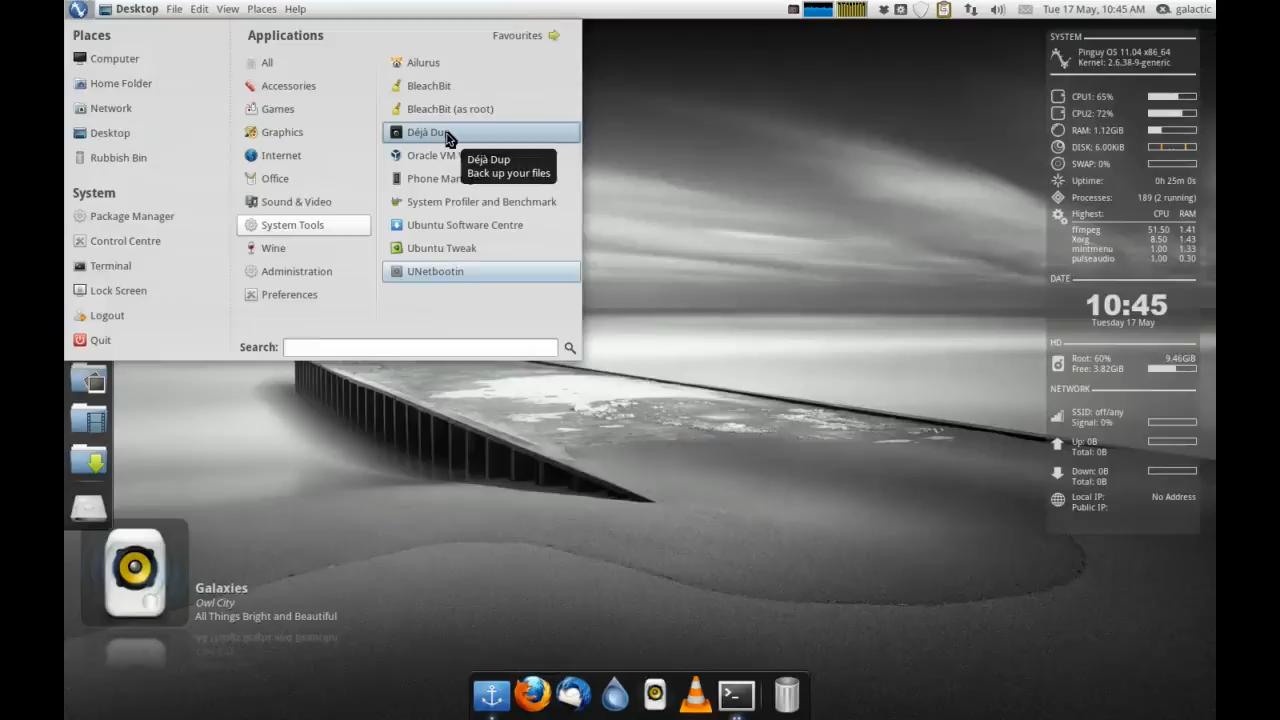 Desktop File Edit View Places Help
Tue 17 May, 10:45 AM galactic
Places
Computer
Home Folder
Network
Desktop
Rubbish Bin
System
Package Manager
Control Centre
Terminal
Lock Screen
Logout
Quit
Applications
Favourites
All
Accessories
Games
Graphics
Internet
Office
Sound & Video
System Tools
Wine
Administration
Preferences
Ailurus
BleachBit
BleachBit (as root)
Déjà Dup
Oracle VM
Phone Man
System Profiler and Benchmark
Ubuntu Software Centre
Ubuntu Tweak
UNetbootin
Déjà Dup
Back up your files
Search:
SYSTEM
Pinguy OS 11.04 x86_64
Kernel: 2.6.38-9-generic
CPU1: 65%
CPU2: 72%
RAM: 1.12GiB
DISK: 6.00KiB
SWAP: 0%
Uptime: 0h 25m 0s
Processes: 189 (2 running)
Highest: CPU RAM
ffmpeg 51.50 1.41
Xorg 8.50 1.43
mintmenu 1.00 1.33
pulseaudio 1.00 0.30
DATE
10:45
Tuesday 17 May
HD
Root: 60% 9.46GiB
Free: 3.82GiB
NETWORK
SSID: off/any
Signal: 0%
Up: 0B
Total: 0B
Down: 0B
Total: 0B
Local IP: No Address
Public IP:
Galaxies
Owl City
All Things Bright and Beautiful